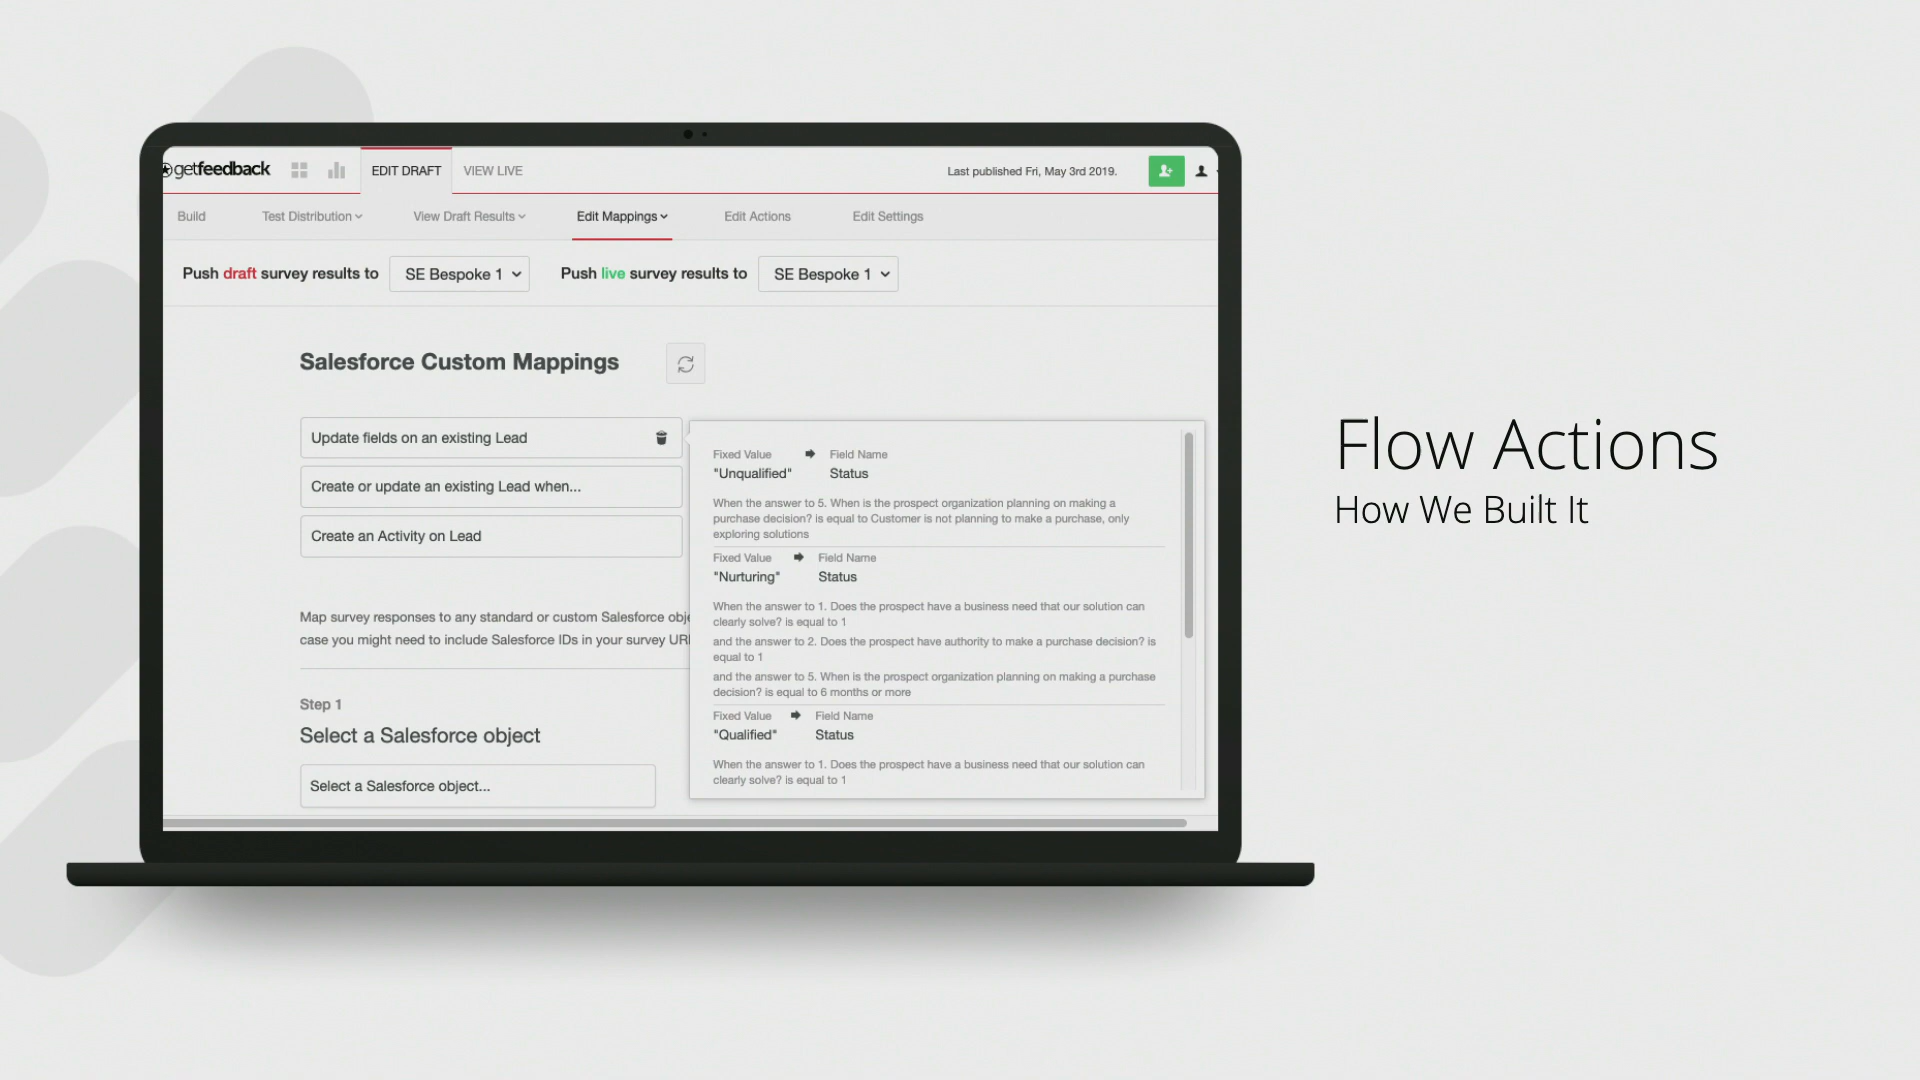 getfeedback
EDIT DRAFT
VIEW LIVE
Last published Fri, May 3rd 2019.
Build
Test Distribution
View Draft Results
Edit Mappings
Edit Actions
Edit Settings
Push draft survey results to
SE Bespoke 1
Push live survey results to
SE Bespoke 1
Salesforce Custom Mappings
Update fields on an existing Lead
Create or update an existing Lead when...
Create an Activity on Lead
Map survey responses to any standard or custom Salesforce obje
case you might need to include Salesforce IDs in your survey URL
Step 1
Select a Salesforce object
Select a Salesforce object...
Fixed Value Field Name
"Unqualified" Status
When the answer to 5. When is the prospect organization planning on making a
purchase decision? is equal to Customer is not planning to make a purchase, only
exploring solutions
Fixed Value Field Name
"Nurturing" Status
When the answer to 1. Does the prospect have a business need that our solution can
clearly solve? is equal to 1
and the answer to 2. Does the prospect have authority to make a purchase decision? is
equal to 1
and the answer to 5. When is the prospect organization planning on making a purchase
decision? is equal to 6 months or more
Fixed Value Field Name
"Qualified" Status
When the answer to 1. Does the prospect have a business need that our solution can
clearly solve? is equal to 1
Flow Actions
How We Built It